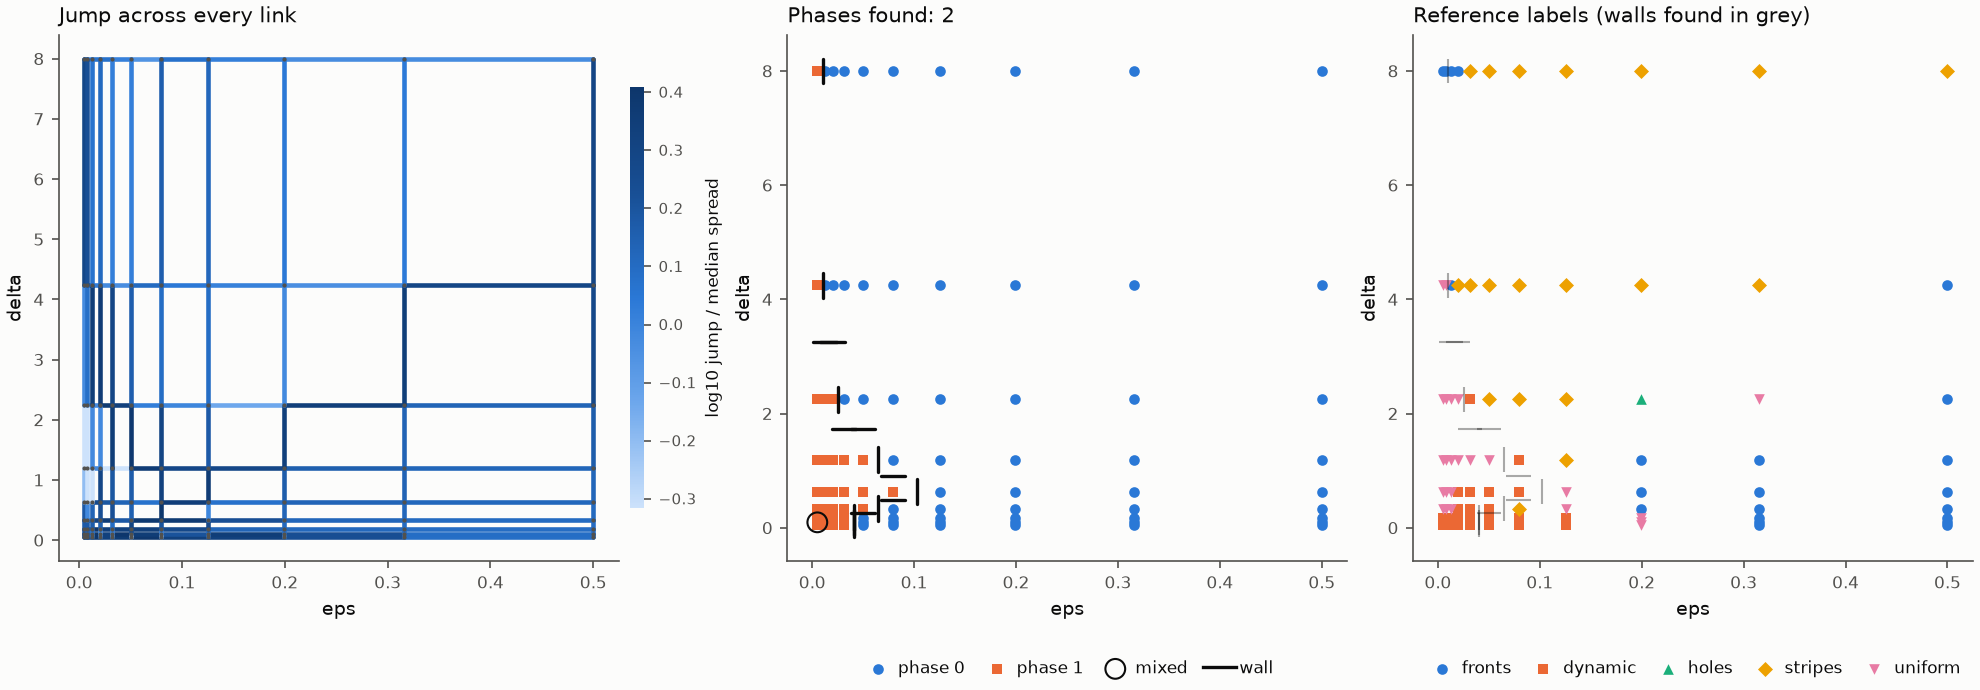 Jump across every link
8
7
6
5
4
3
2
1
0
delta
0.0 0.1 0.2 0.3 0.4 0.5
eps
0.4
0.3
0.2
0.1
0.0
−0.1
−0.2
−0.3
log10 jump / median spread
Phases found: 2
8
6
4
2
0
delta
0.0 0.1 0.2 0.3 0.4 0.5
eps
phase 0 phase 1 mixed wall
Reference labels (walls found in grey)
8
6
4
2
0
delta
0.0 0.1 0.2 0.3 0.4 0.5
eps
fronts dynamic holes stripes uniform